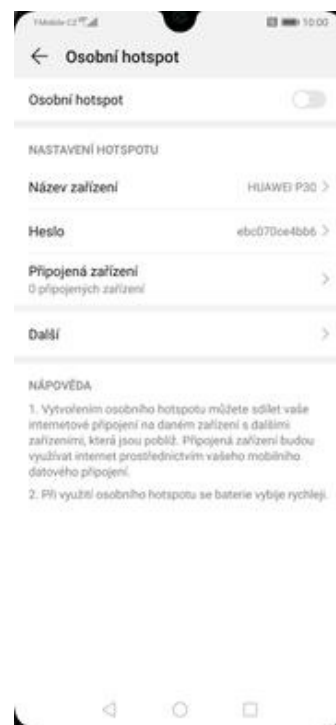 T-Mobile CZ 10:00
Osobní hotspot
Osobní hotspot
NASTAVENÍ HOTSPOTU
Název zařízení HUAWEI P30
Heslo ebc070ce4bb6
Připojená zařízení
0 připojených zařízení
Další
NÁPOVĚDA
1. Vytvořením osobního hotspotu můžete sdílet vaše
internetové připojení na daném zařízení s dalšími
zařízeními, která jsou poblíž. Připojená zařízení budou
využívat internet prostřednictvím vašeho mobilního
datového připojení.
2. Při využití osobního hotspotu se baterie vybije rychleji.